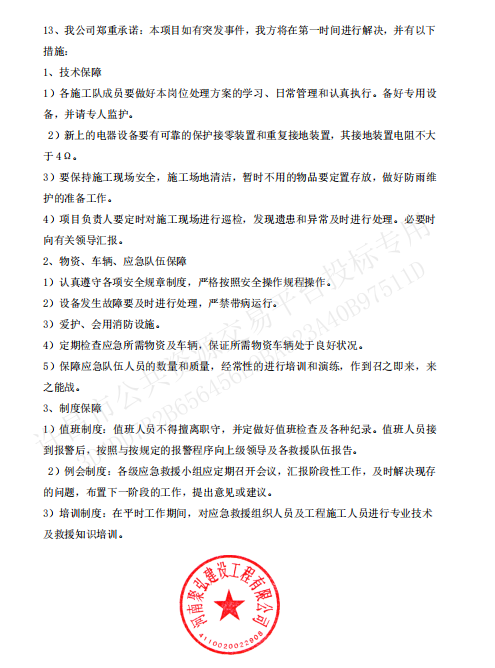 13、我公司郑重承诺：本项目如有突发事件，我方将在第一时间进行解决，并有以下
措施：
1、技术保障
1）各施工队成员要做好本岗位处理方案的学习、日常管理和认真执行。备好专用设
备，并请专人监护。
2）新上的电器设备要有可靠的保护接零装置和重复接地装置，其接地装置电阻不大
于 4 Ω。
3）要保持施工现场安全，施工场地清洁，暂时不用的物品要定置存放，做好防雨维
护的准备工作。
4）项目负责人要定时对施工现场进行巡检，发现遗患和异常及时进行处理。必要时
向有关领导汇报。
2、物资、车辆、应急队伍保障
1）认真遵守各项安全规章制度，严格按照安全操作规程操作。
2）设备发生故障要及时进行处理，严禁带病运行。
3）爱护、会用消防设施。
4）定期检查应急所需物资及车辆，保证所需物资车辆处于良好状况。
5）保障应急队伍人员的数量和质量，经常性的进行培训和演练，作到召之即来，来
之能战。
3、制度保障
1）值班制度：值班人员不得擅离职守，并定做好值班检查及各种纪录。值班人员接
到报警后，按照与按规定的报警程序向上级领导及各救援队伍报告。
2）例会制度：各级应急救援小组应定期召开会议，汇报阶段性工作，及时解决现存
的问题，布置下一阶段的工作，提出意见或建议。
3）培训制度：在平时工作期间，对应急救援组织人员及工程施工人员进行专业技术
及救援知识培训。
河南聚弘建设工程有限公司
4110020022908